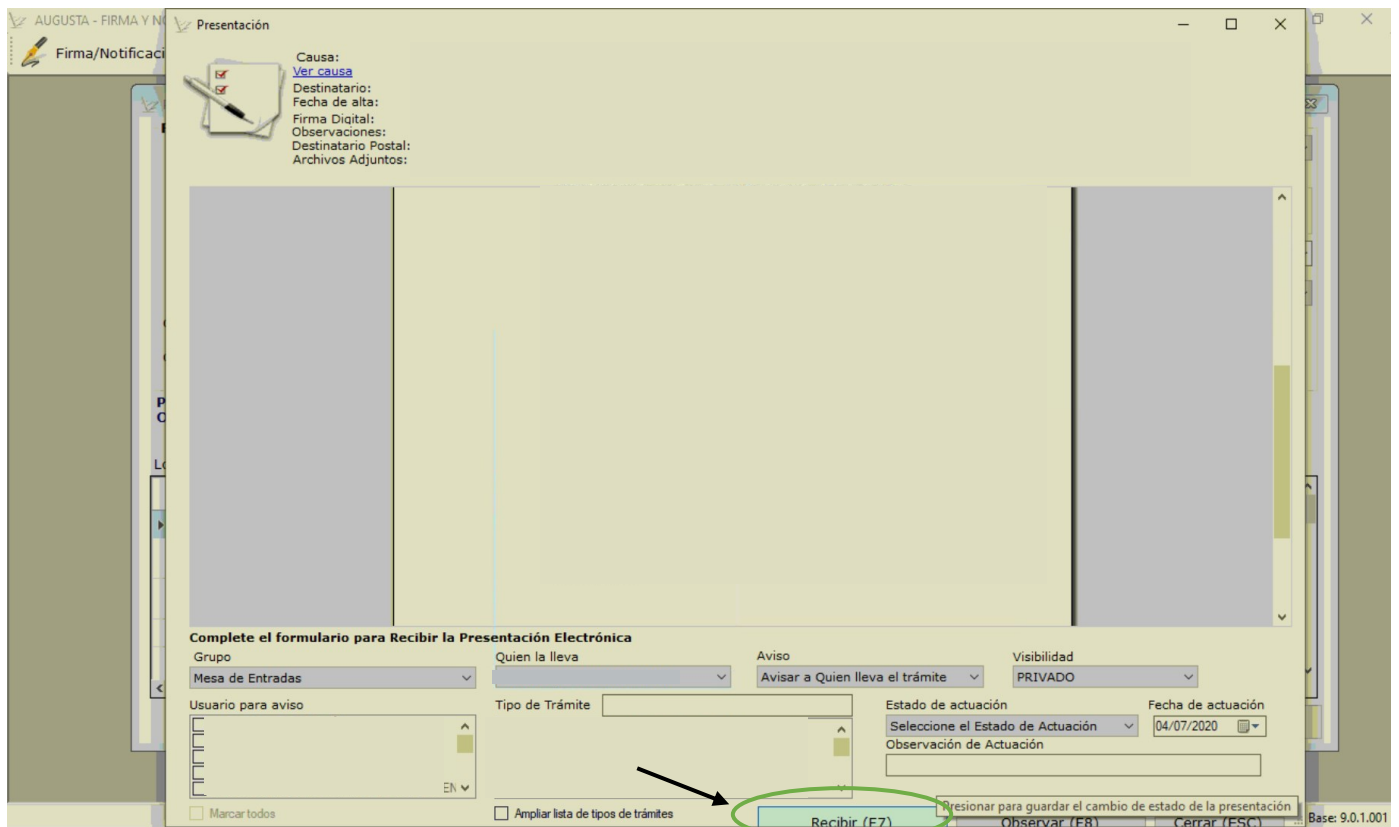 AUGUSTA - FIRMA Y NO
Presentación
Firma/Notificaci
Causa:
Ver causa
Destinatario:
Fecha de alta:
Firma Digital:
Observaciones:
Destinatario Postal:
Archivos Adjuntos:
Complete el formulario para Recibir la Presentación Electrónica
Grupo
Quien la lleva
Aviso
Visibilidad
Mesa de Entradas
Avisar a Quien lleva el trámite
PRIVADO
Usuario para aviso
Tipo de Trámite
Estado de actuación
Fecha de actuación
Seleccione el Estado de Actuación
04/07/2020
Observación de Actuación
EN
Marcar todos
Ampliar lista de tipos de trámites
Presionar para guardar el cambio de estado de la presentación
Recibir (F7)
Observar (F8)
Cerrar (ESC)
Base: 9.0.1.001